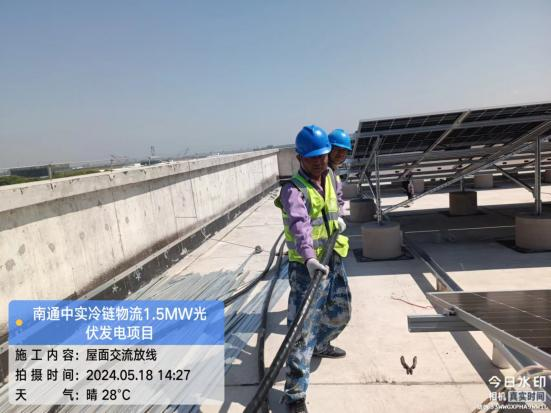 南通中实冷链物流1.5MW光
伏发电项目
施工内容：屋面交流放线
拍摄时间：2024.05.18 14:27
天　　气：晴 28°C
今日水印
相机 真实时间